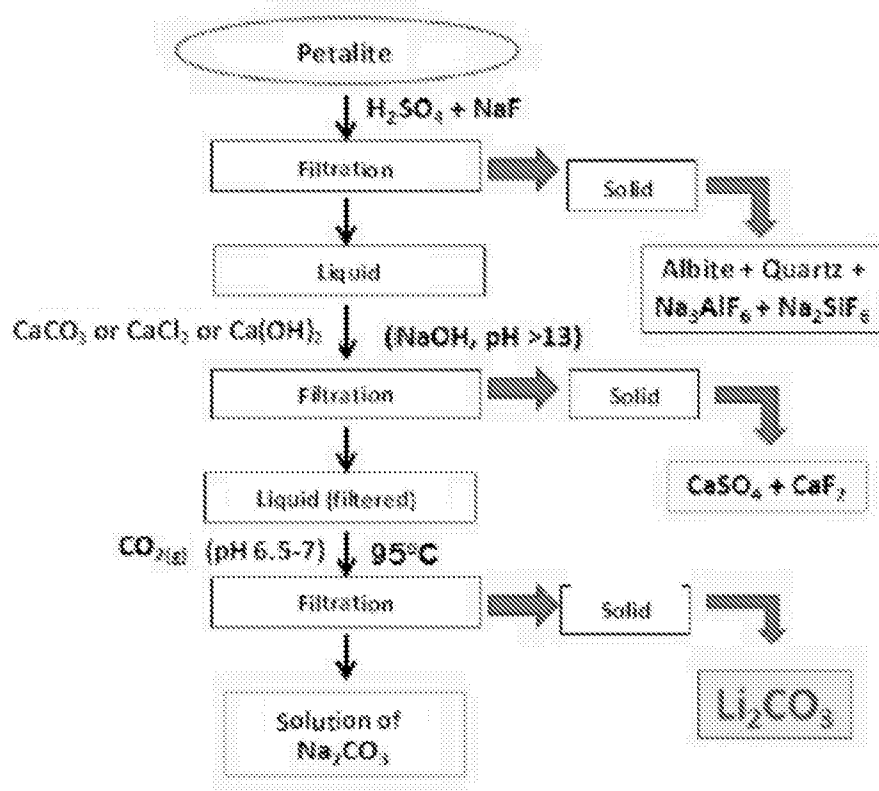 Petalite
H₂SO₄ + NaF
Filtration
Solid
Liquid
Albite + Quartz +
Na₃AlF₆ + Na₂SiF₆
CaCO₃ or CaCl₂ or Ca(OH)₂
(NaOH, pH >13)
Filtration
Solid
Liquid (filtered)
CaSO₄ + CaF₂
CO₂(g) (pH 6.5-7)
95°C
Filtration
Solid
Li₂CO₃
Solution of
Na₂CO₃